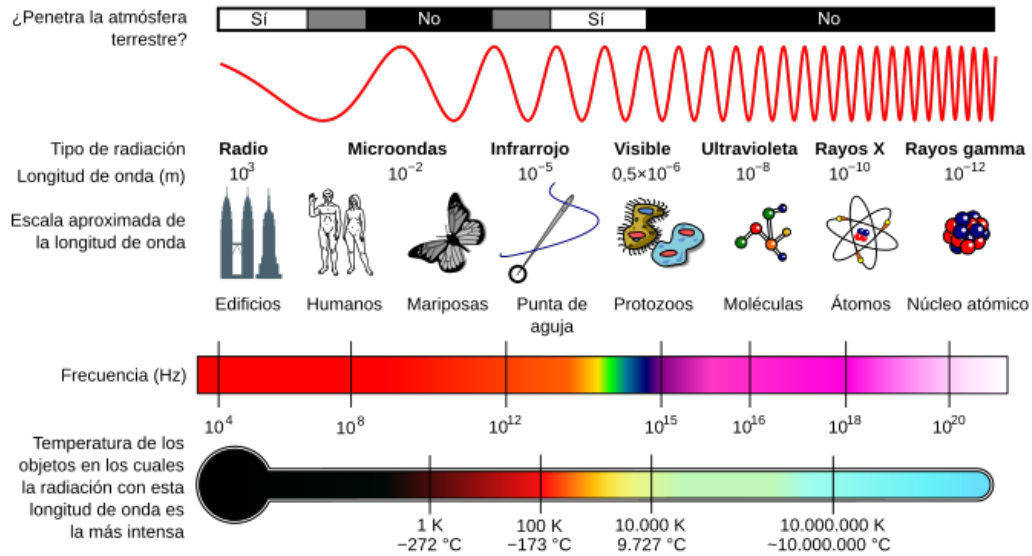 ¿Penetra la atmósfera
terrestre?
Sí No Sí No
Tipo de radiación Radio Microondas Infrarrojo Visible Ultravioleta Rayos X Rayos gamma
Longitud de onda (m) 10³ 10⁻² 10⁻⁵ 0,5×10⁻⁶ 10⁻⁸ 10⁻¹⁰ 10⁻¹²
Escala aproximada de
la longitud de onda
Edificios Humanos Mariposas Punta de aguja Protozoos Moléculas Átomos Núcleo atómico
Frecuencia (Hz)
10⁴ 10⁸ 10¹² 10¹⁵ 10¹⁶ 10¹⁸ 10²⁰
Temperatura de los
objetos en los cuales
la radiación con esta
longitud de onda es
la más intensa
1 K 100 K 10.000 K 10.000.000 K
−272 °C −173 °C 9.727 °C ~10.000.000 °C